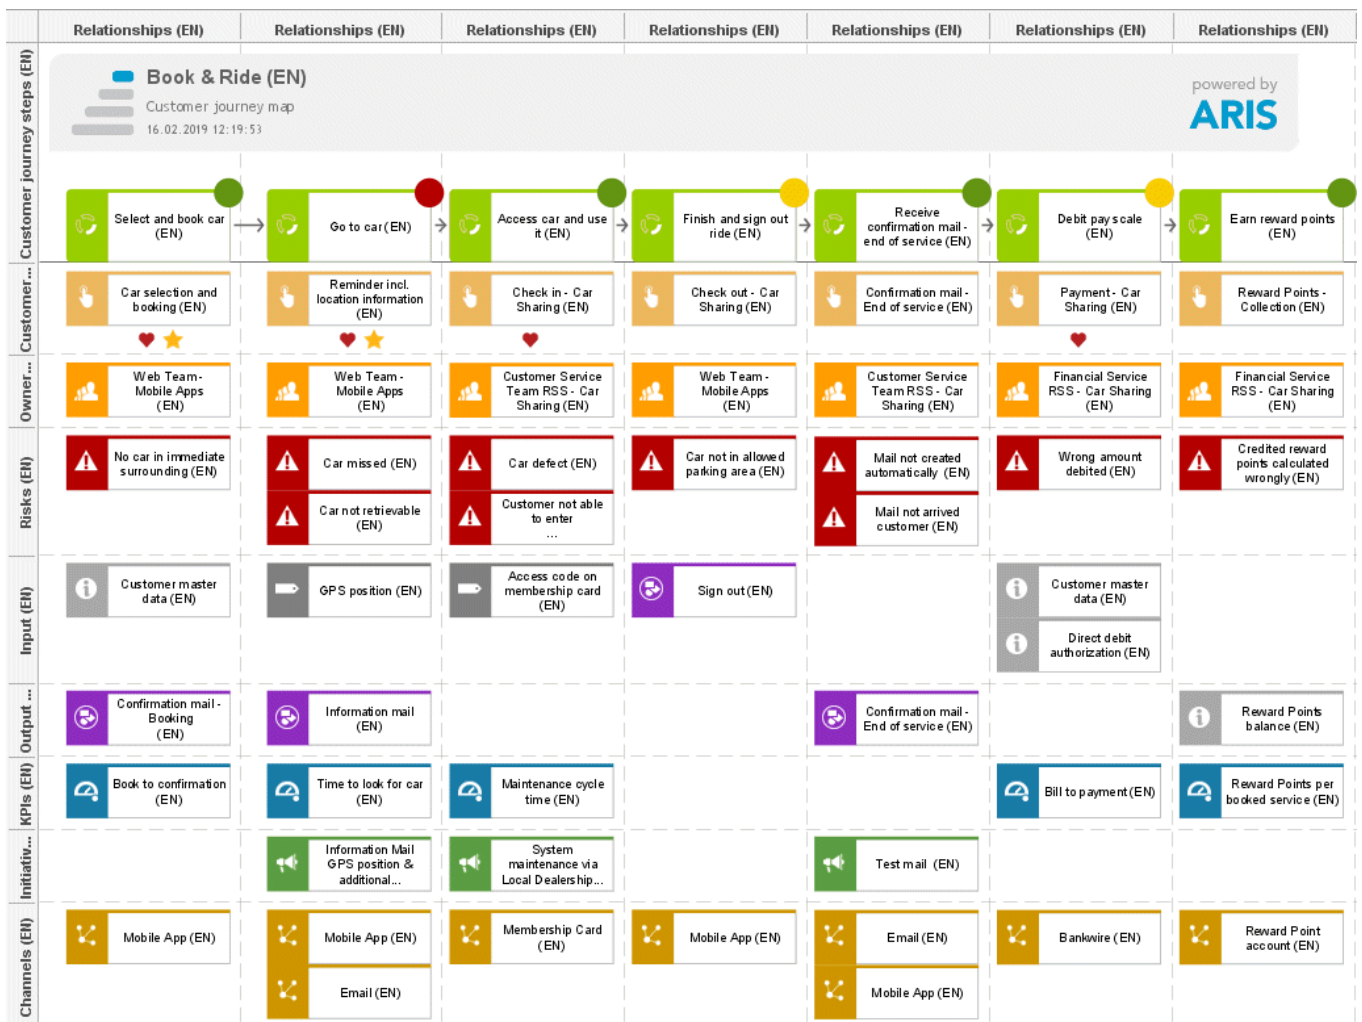 Relationships (EN)
Relationships (EN)
Relationships (EN)
Relationships (EN)
Relationships (EN)
Relationships (EN)
Relationships (EN)
Customer journey steps (EN)
Book & Ride (EN)
Customer journey map
16.02.2019 12:19:53
powered by
ARIS
Select and book car
(EN)
Go to car (EN)
Access car and use
it (EN)
Finish and sign out
ride (EN)
Receive
confirmation mail -
end of service (EN)
Debit pay scale
(EN)
Earn reward points
(EN)
Customer...
Car selection and
booking (EN)
Reminder incl.
location information
(EN)
Check in - Car
Sharing (EN)
Check out - Car
Sharing (EN)
Confirmation mail -
End of service (EN)
Payment - Car
Sharing (EN)
Reward Points -
Collection (EN)
Owner...
Web Team -
Mobile Apps
(EN)
Web Team -
Mobile Apps
(EN)
Customer Service
Team RSS - Car
Sharing (EN)
Web Team -
Mobile Apps
(EN)
Customer Service
Team RSS - Car
Sharing (EN)
Financial Service
RSS - Car Sharing
(EN)
Financial Service
RSS - Car Sharing
(EN)
Risks (EN)
No car in immediate
surrounding (EN)
Car missed (EN)
Car not retrievable
(EN)
Car defect (EN)
Customer not able
to enter
...
Car not in allowed
parking area (EN)
Mail not created
automatically (EN)
Mail not arrived
customer (EN)
Wrong amount
debited (EN)
Credited reward
points calculated
wrongly (EN)
Input (EN)
Customer master
data (EN)
GPS position (EN)
Access code on
membership card
(EN)
Sign out (EN)
Customer master
data (EN)
Direct debit
authorization (EN)
Output ...
Confirmation mail -
Booking
(EN)
Information mail
(EN)
Confirmation mail -
End of service (EN)
Reward Points
balance (EN)
KPIs (EN)
Book to confirmation
(EN)
Time to look for car
(EN)
Maintenance cycle
time (EN)
Bill to payment (EN)
Reward Points per
booked service (EN)
Initiativ...
Information Mail
GPS position &
additional...
System
maintenance via
Local Dealership...
Test mail (EN)
Channels (EN)
Mobile App (EN)
Mobile App (EN)
Email (EN)
Membership Card
(EN)
Mobile App (EN)
Email (EN)
Mobile App (EN)
Bankwire (EN)
Reward Point
account (EN)